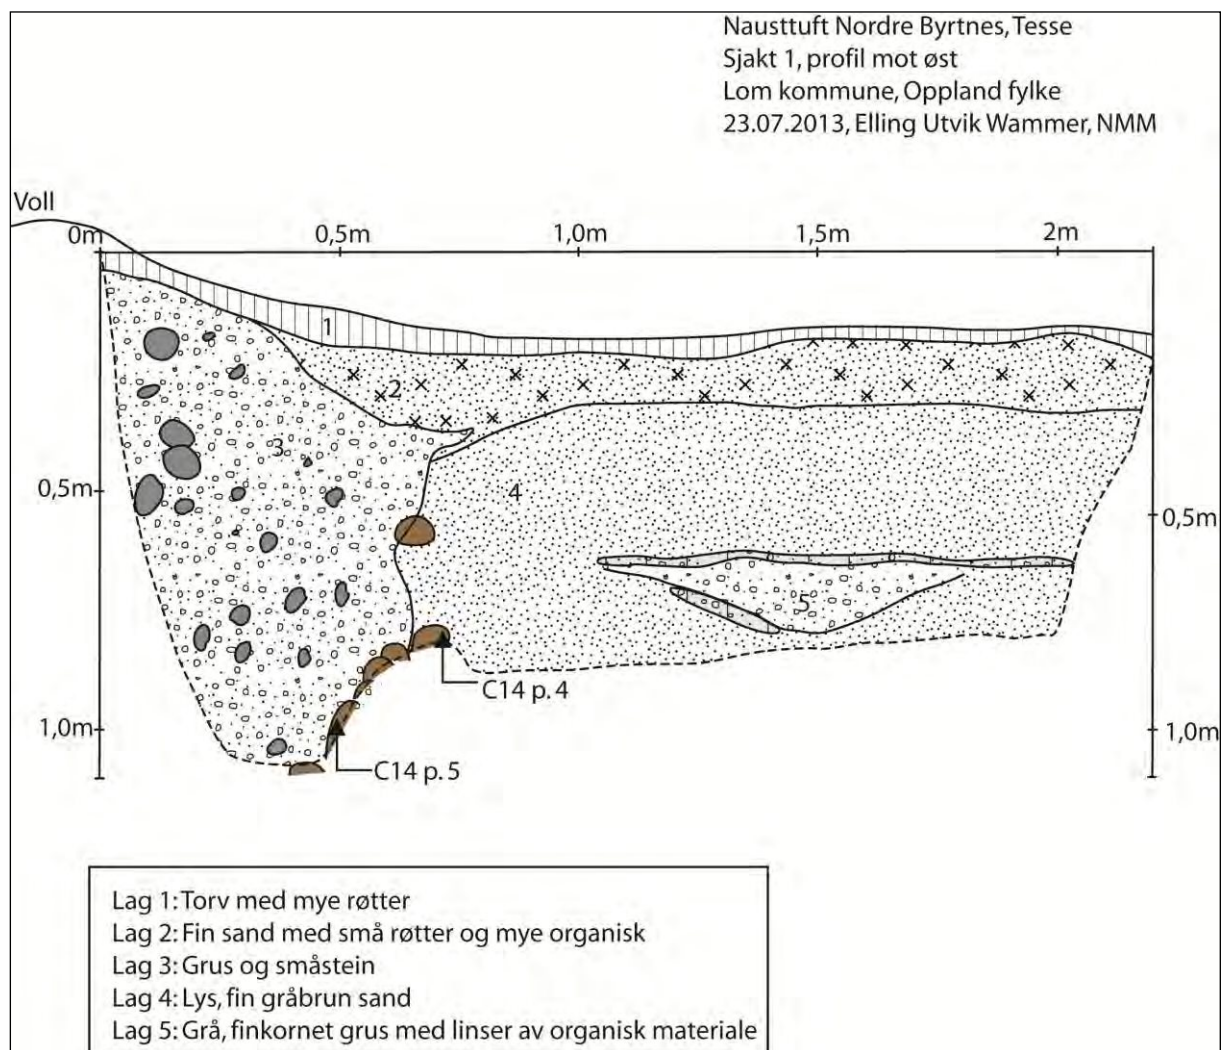 Nausttuft Nordre Byrtnes, Tesse
Sjakt 1, profil mot øst
Lom kommune, Oppland fylke
23.07.2013, Elling Utvik Wammer, NMM
Voll
0m 0,5m 1,0m 1,5m 2m
1
2
3
4
0,5m
0,5m
5
C14 p. 4
1,0m
1,0m
C14 p. 5
Lag 1: Torv med mye røtter
Lag 2: Fin sand med små røtter og mye organisk
Lag 3: Grus og småstein
Lag 4: Lys, fin gråbrun sand
Lag 5: Grå, finkornet grus med linser av organisk materiale